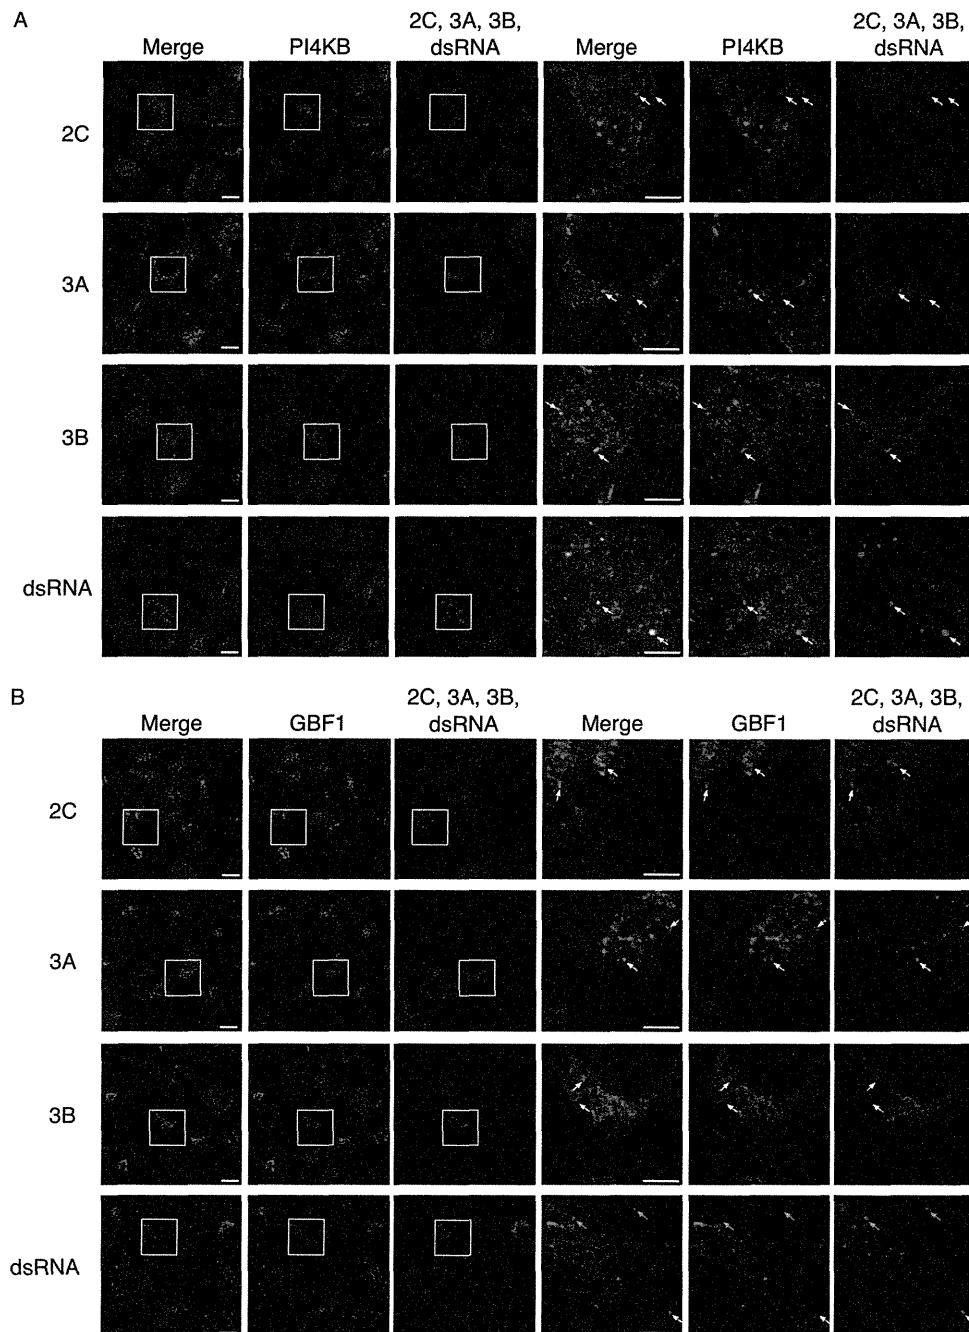 A
Merge
PI4KB
2C, 3A, 3B,
dsRNA
Merge
PI4KB
2C, 3A, 3B,
dsRNA
2C
3A
3B
dsRNA
B
Merge
GBF1
2C, 3A, 3B,
dsRNA
Merge
GBF1
2C, 3A, 3B,
dsRNA
2C
3A
3B
dsRNA